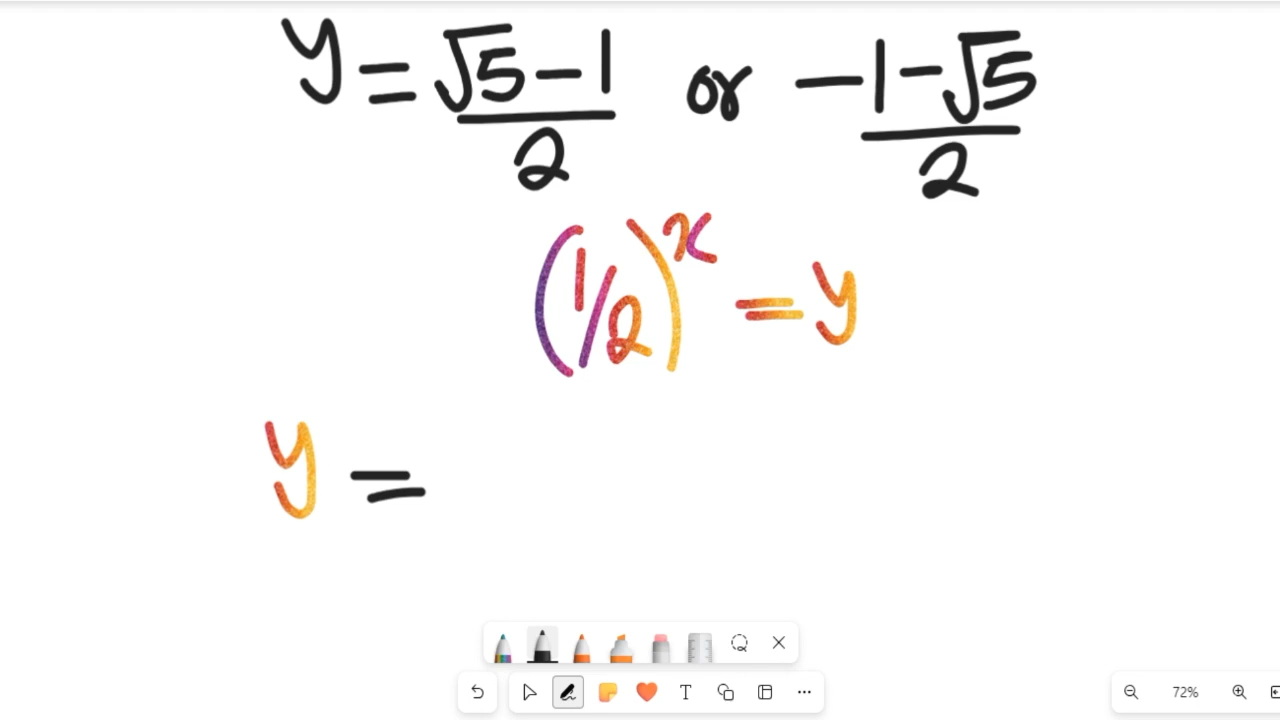 y = √5 - 1 / 2 or -1 - √5 / 2
(1/2)^x = y
y =
T
72%